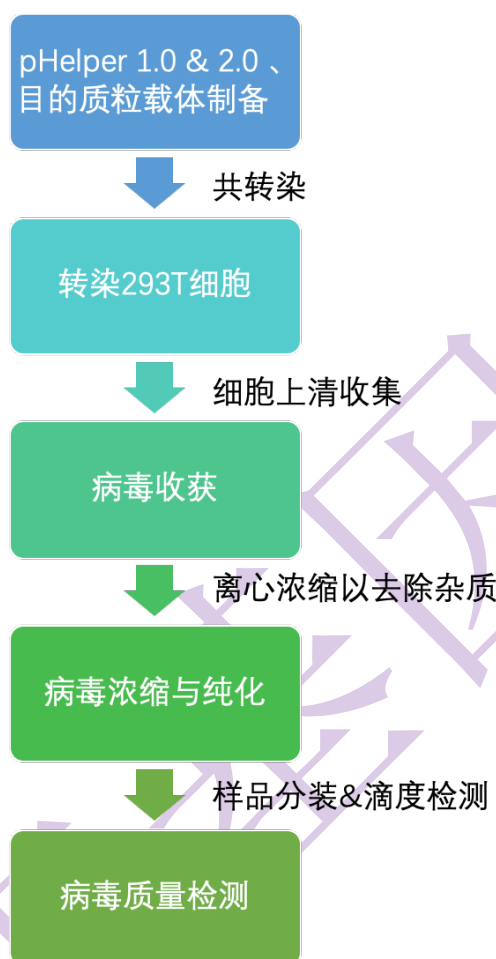 pHelper 1.0 & 2.0 、
目的质粒载体制备
共转染
转染293T细胞
细胞上清收集
病毒收获
离心浓缩以去除杂质
病毒浓缩与纯化
样品分装&滴度检测
病毒质量检测